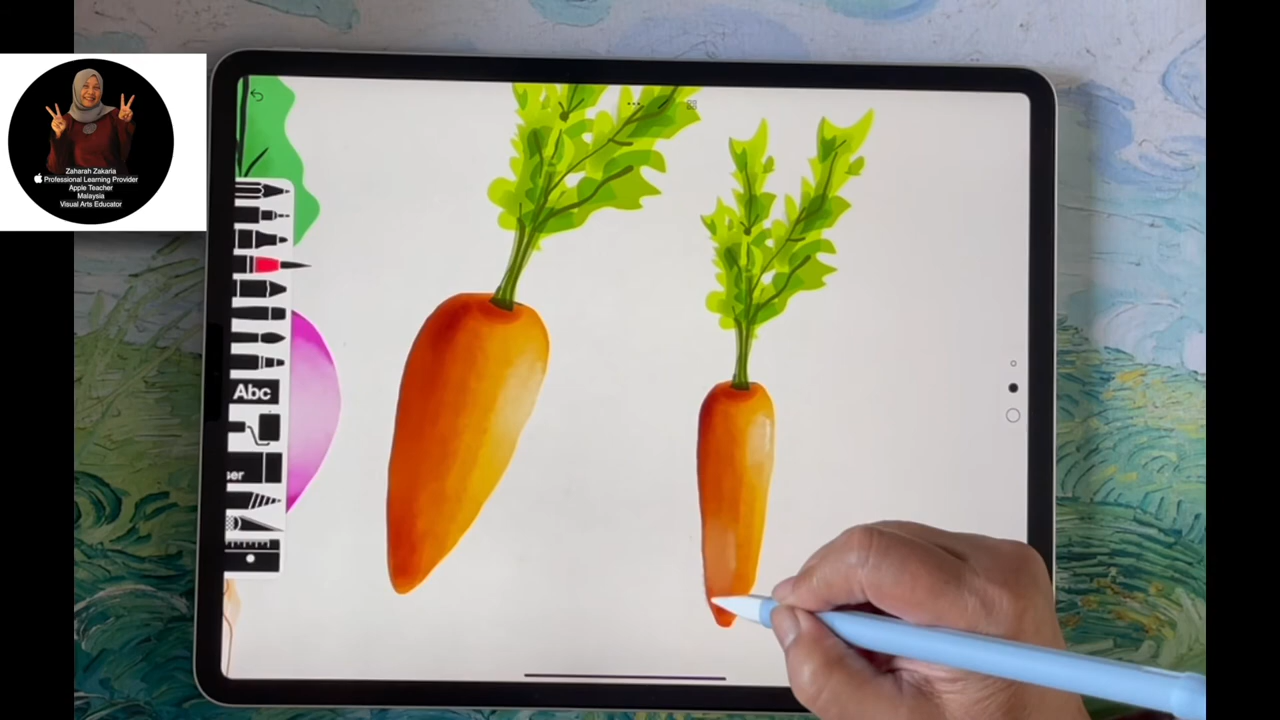 Zaharah Zakaria
Professional Learning Provider
Apple Teacher
Malaysia
Visual Arts Educator
Abc
ser